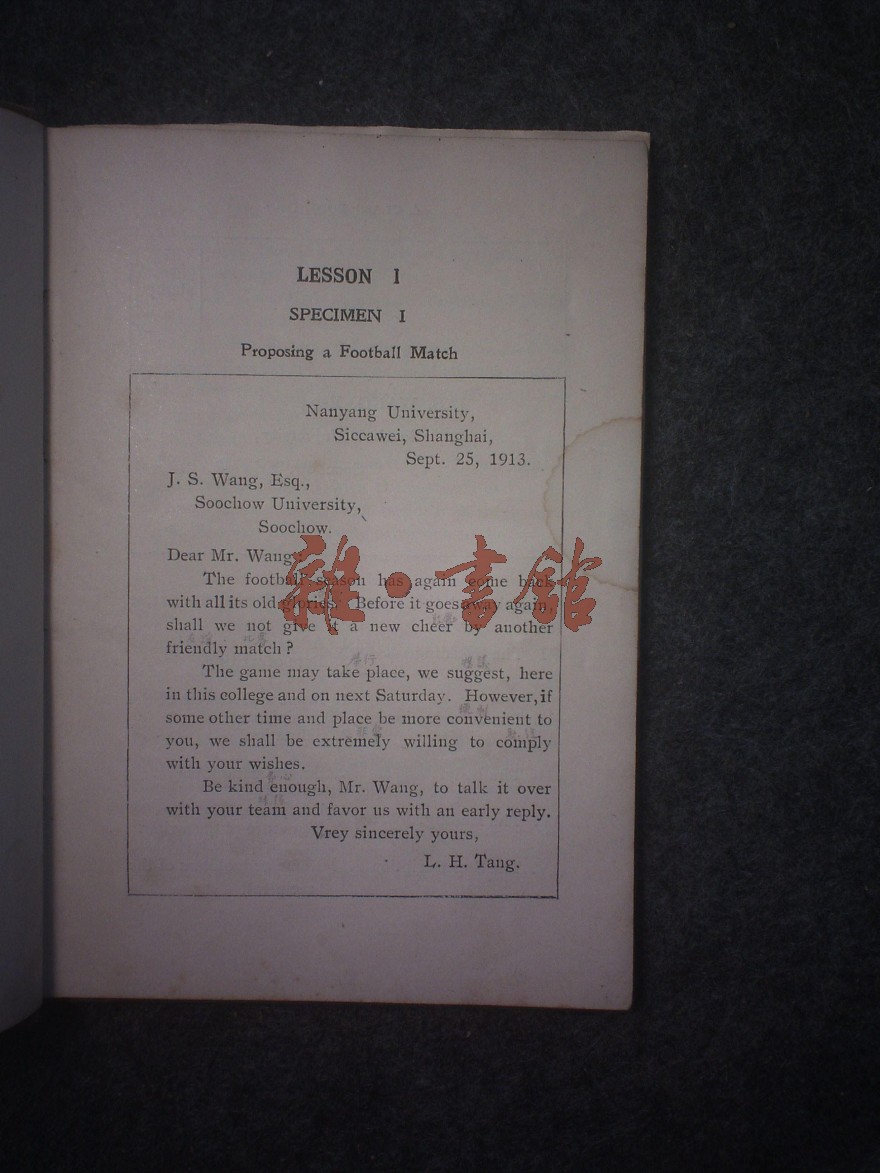 LESSON I
SPECIMEN I
Proposing a Football Match
Nanyang University,
Siccawei, Shanghai,
Sept. 25, 1913.
J. S. Wang, Esq.,
Soochow University,
Soochow.
Dear Mr. Wang:
The football season has again come back
with all its old glories. Before it goes away again,
shall we not give it a new cheer by another
friendly match?
The game may take place, we suggest, here
in this college and on next Saturday. However, if
some other time and place be more convenient to
you, we shall be extremely willing to comply
with your wishes.
Be kind enough, Mr. Wang, to talk it over
with your team and favor us with an early reply.
Vrey sincerely yours,
L. H. Tang.
雜·書館